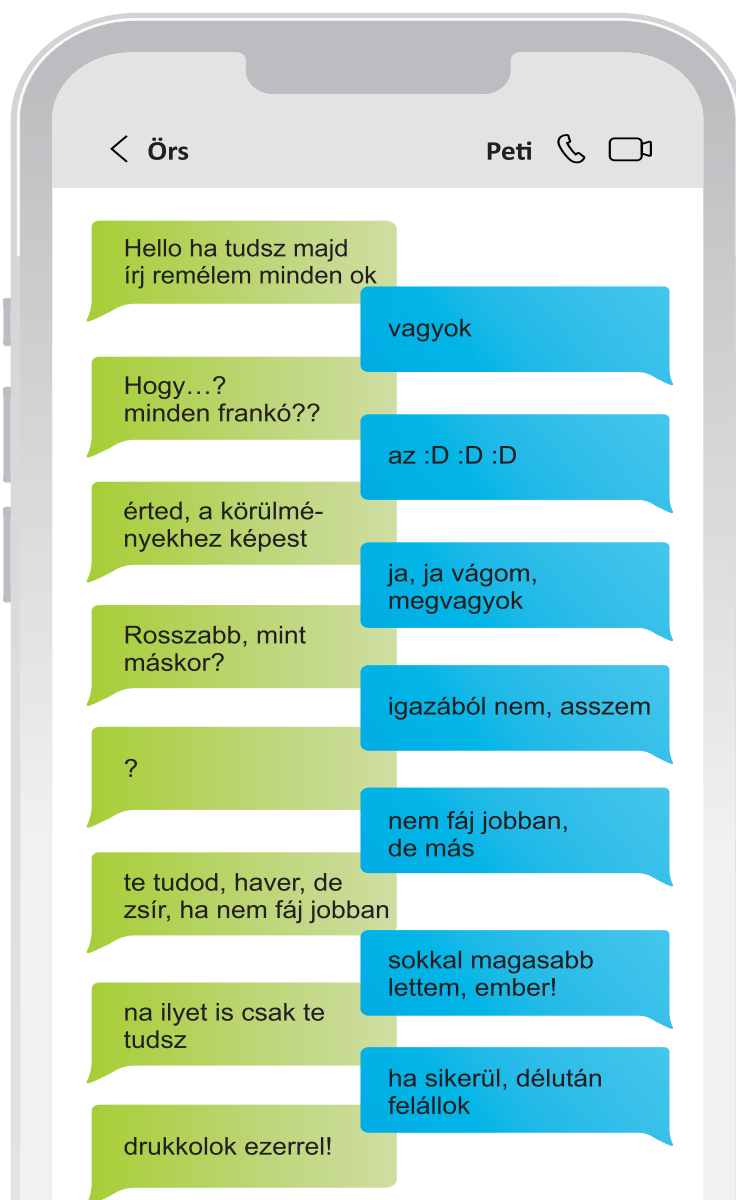 Örs
Peti
Hello ha tudsz majd
írj remélem minden ok
vagyok
Hogy…?
minden frankó??
az :D :D :D
érted, a körülmé-
nyekhez képest
ja, ja vágom,
megvagyok
Rosszabb, mint
máskor?
igazából nem, asszem
?
nem fáj jobban,
de más
te tudod, haver, de
zsír, ha nem fáj jobban
sokkal magasabb
lettem, ember!
na ilyet is csak te
tudsz
ha sikerül, délután
felállok
drukkolok ezerrel!